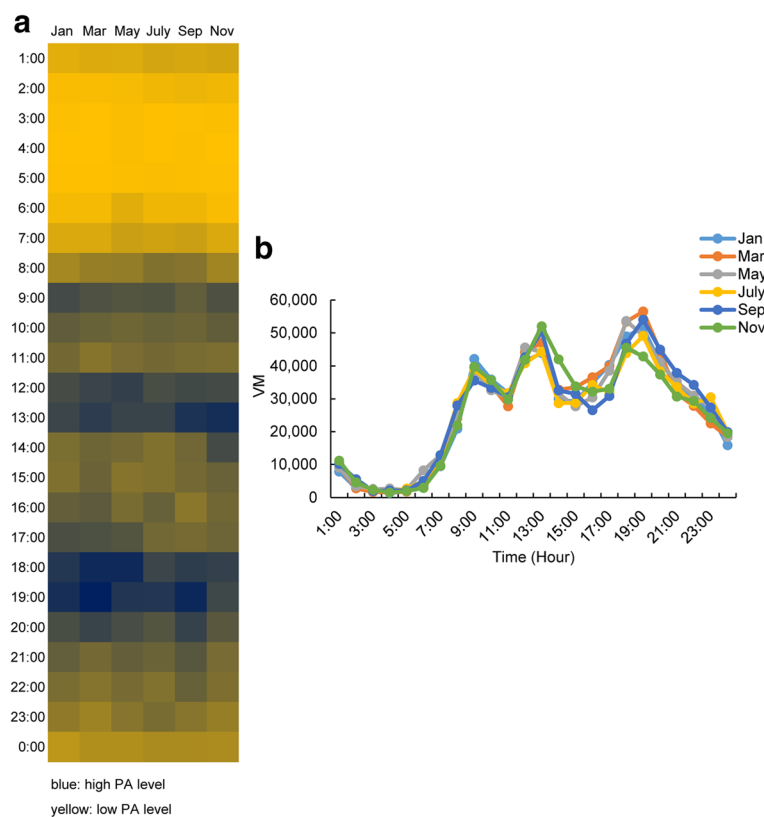 a
Jan Mar May July Sep Nov
1:00
2:00
3:00
4:00
5:00
6:00
7:00
8:00
9:00
10:00
11:00
12:00
13:00
14:00
15:00
16:00
17:00
18:00
19:00
20:00
21:00
22:00
23:00
0:00
blue: high PA level
yellow: low PA level
b
Jan
Mar
May
July
Sep
Nov
60,000
50,000
40,000
30,000
20,000
10,000
0
VM
1:00 3:00 5:00 7:00 9:00 11:00 13:00 15:00 17:00 19:00 21:00 23:00
Time (Hour)